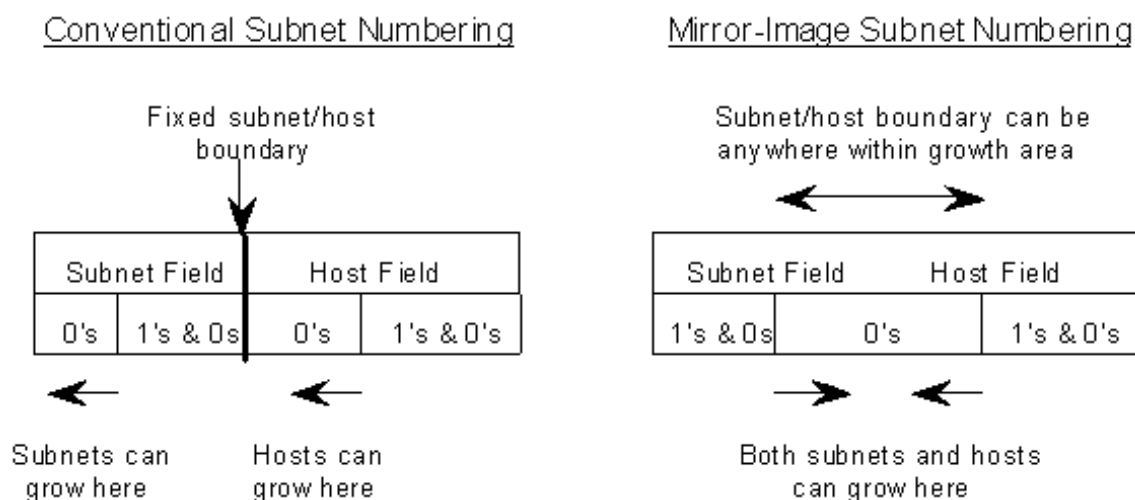 Conventional Subnet Numbering
Fixed subnet/host
boundary
Subnet Field Host Field
0's 1's & 0s 0's 1's & 0's
Subnets can
grow here
Hosts can
grow here
Mirror-Image Subnet Numbering
Subnet/host boundary can be
anywhere within growth area
Subnet Field Host Field
1's & 0s 0's 1's & 0's
Both subnets and hosts
can grow here